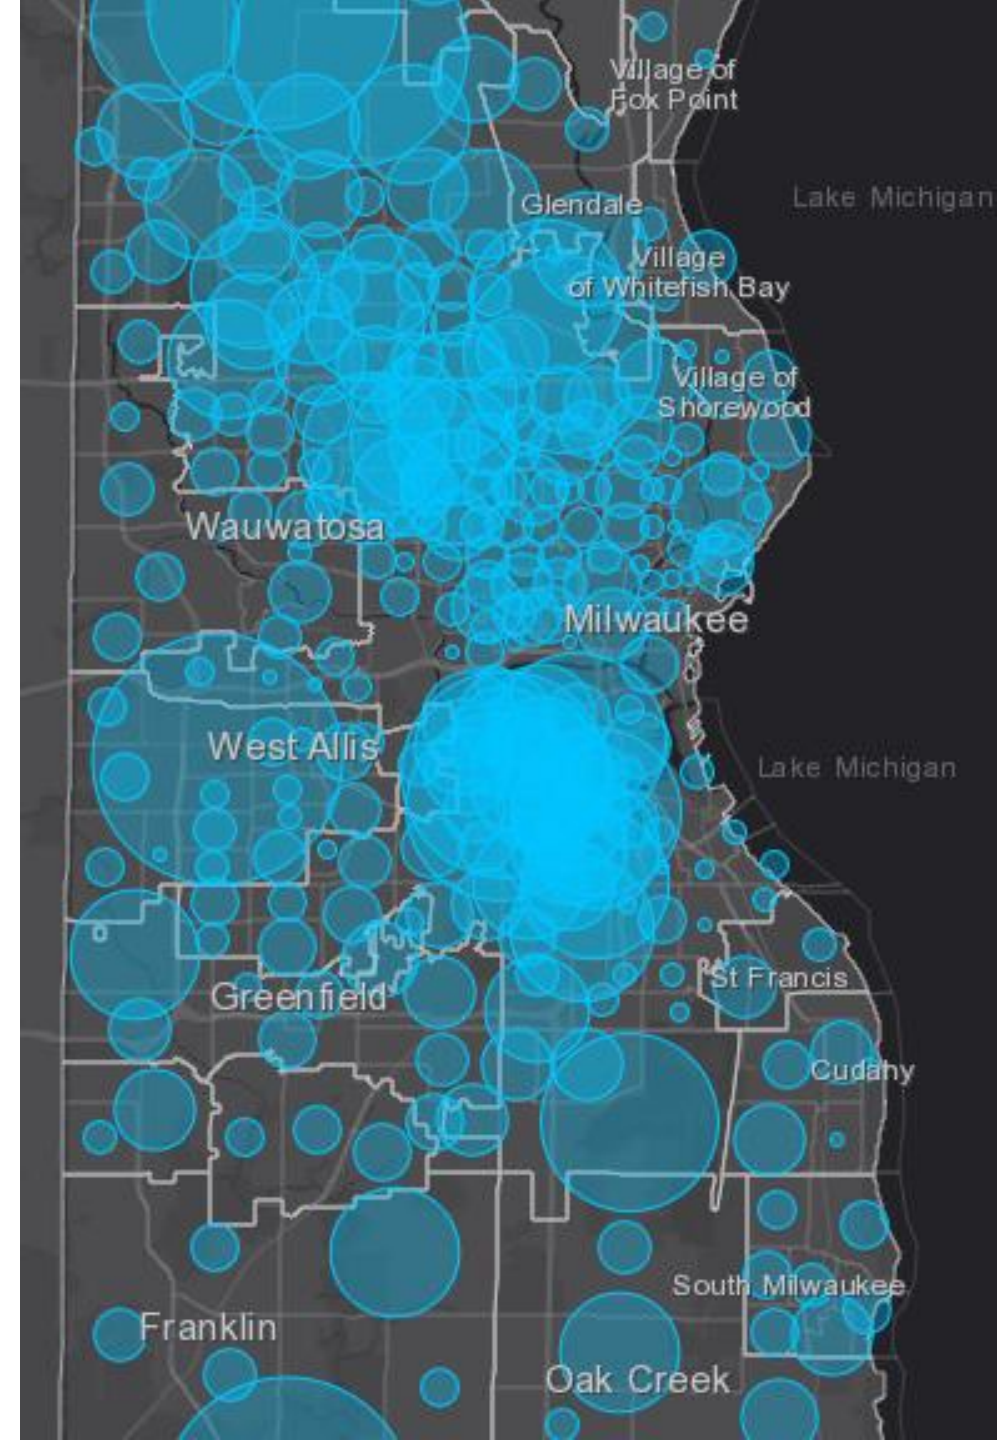 Village of
Fox Point
Lake Michigan
Glendale
Village
of Whitefish Bay
Village of
Shorewood
Wauwatosa
Milwaukee
West Allis
Lake Michigan
St Francis
Greenfield
Cudahy
South Milwaukee
Franklin
Oak Creek